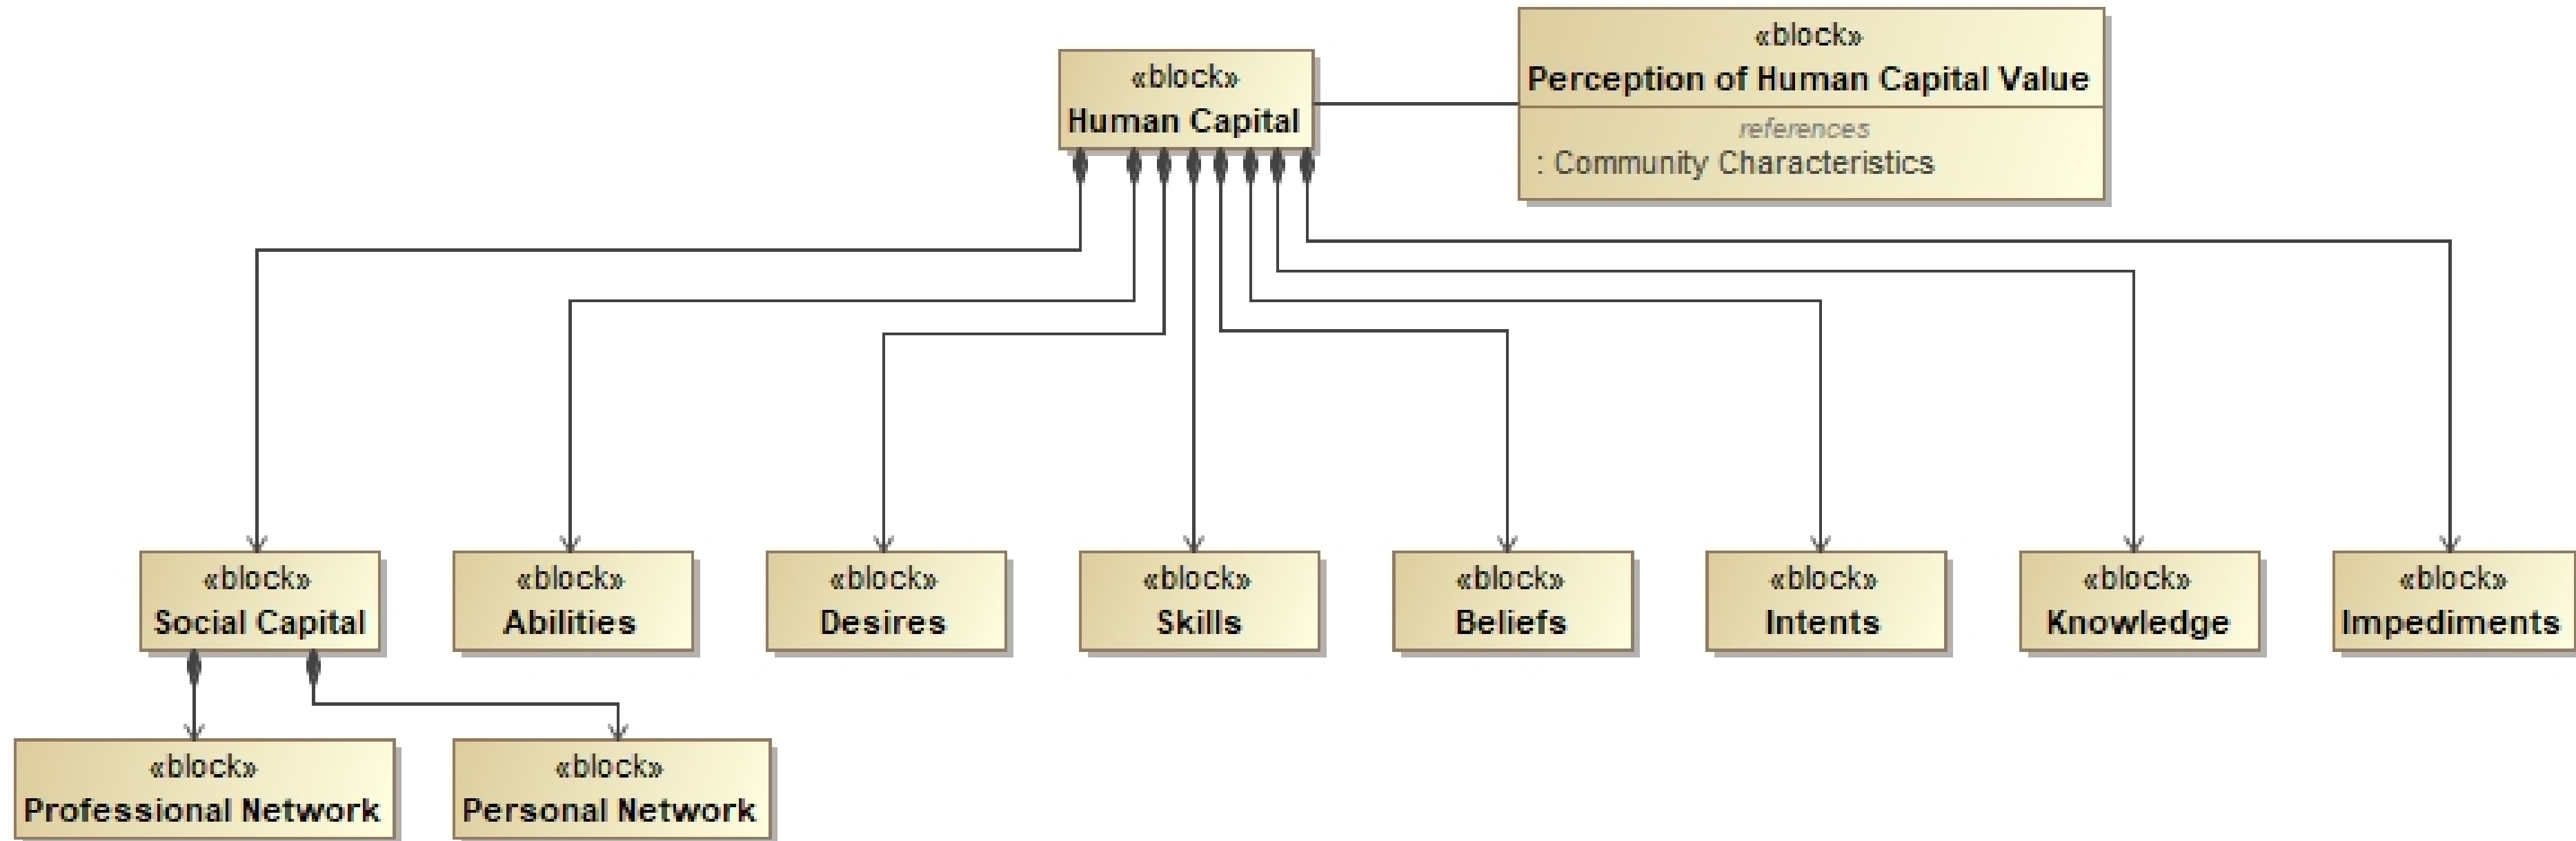 «block»
Human Capital
«block»
Perception of Human Capital Value
references
: Community Characteristics
«block»
Social Capital
«block»
Abilities
«block»
Desires
«block»
Skills
«block»
Beliefs
«block»
Intents
«block»
Knowledge
«block»
Impediments
«block»
Professional Network
«block»
Personal Network